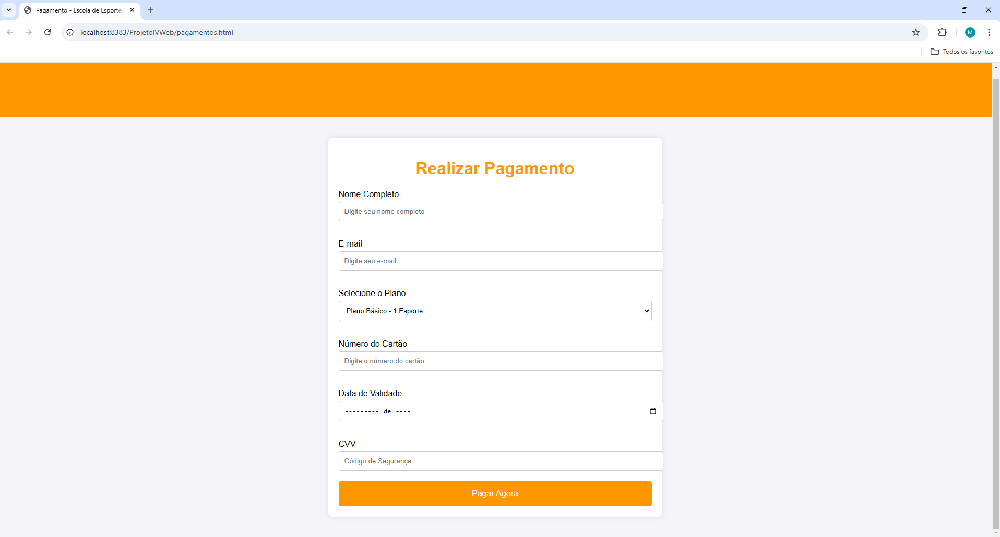 Pagamento - Escola de Esportes
localhost:8383/ProjetoIVWeb/pagamentos.html
M
Todos os favoritos
Realizar Pagamento
Nome Completo
Digite seu nome completo
E-mail
Digite seu e-mail
Selecione o Plano
Plano Básico - 1 Esporte
Número do Cartão
Digite o número do cartão
Data de Validade
--------- de ----
CVV
Código de Segurança
Pagar Agora